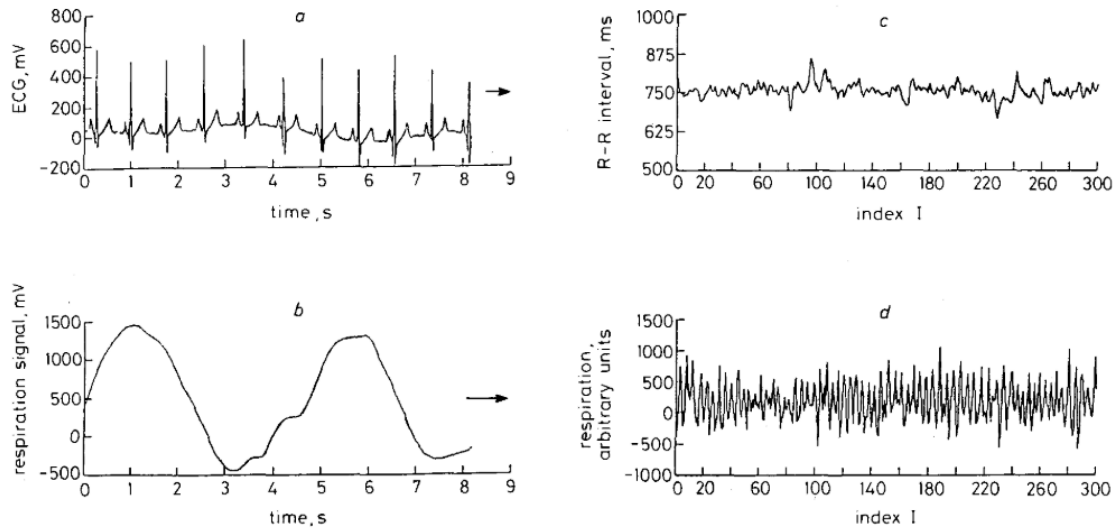 a
800
600
400
200
0
-200
ECG, mV
0 1 2 3 4 5 6 7 8 9
time, s
c
1000
875
750
625
500
R-R interval, ms
0 20 60 100 140 180 220 260 300
index I
b
1500
1000
500
0
-500
respiration signal, mV
0 1 2 3 4 5 6 7 8 9
time, s
d
1500
1000
500
0
-500
-1000
respiration,
arbitrary units
0 20 60 100 140 180 220 260 300
index I